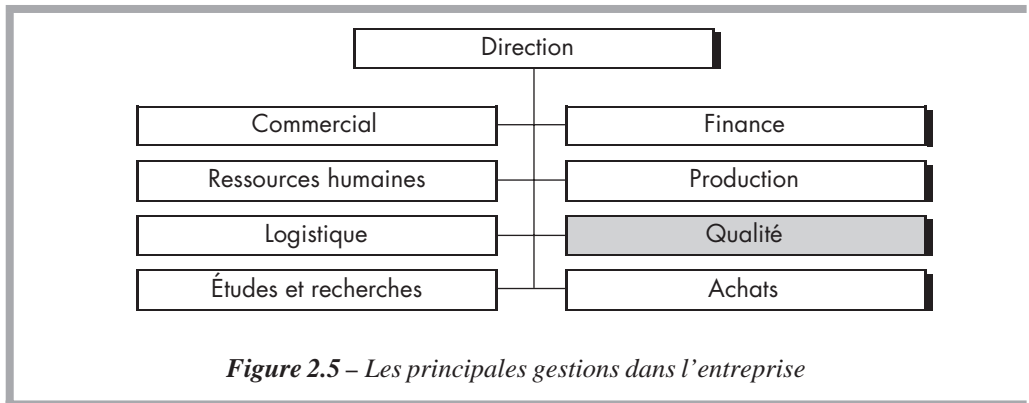 Direction
Commercial
Finance
Ressources humaines
Production
Logistique
Qualité
Études et recherches
Achats
Figure 2.5 – Les principales gestions dans l'entreprise